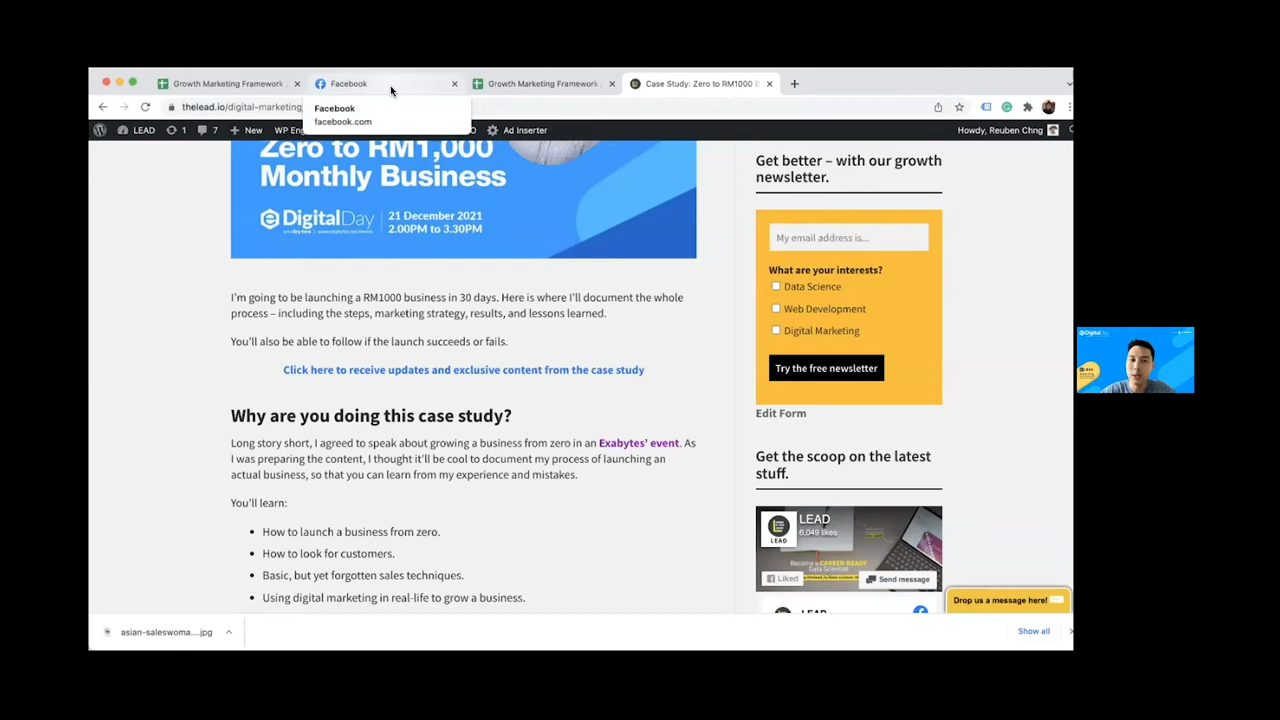 Growth Marketing Framework
Facebook
Growth Marketing Framework
Case Study: Zero to RM1000 B
thelead.io/digital-marketing
Facebook
facebook.com
LEAD
1
7
New
WP Eng
O
Ad Inserter
Howdy, Reuben Chng
Zero to RM1,000
Monthly Business
DigitalDay
21 December 2021
2.00PM to 3.30PM
I'm going to be launching a RM1000 business in 30 days. Here is where I'll document the whole
process – including the steps, marketing strategy, results, and lessons learned.
You'll also be able to follow if the launch succeeds or fails.
Click here to receive updates and exclusive content from the case study
Why are you doing this case study?
Long story short, I agreed to speak about growing a business from zero in an Exabytes' event. As
I was preparing the content, I thought it'll be cool to document my process of launching an
actual business, so that you can learn from my experience and mistakes.
You'll learn:
How to launch a business from zero.
How to look for customers.
Basic, but yet forgotten sales techniques.
Using digital marketing in real-life to grow a business.
Get better – with our growth
newsletter.
My email address is...
What are your interests?
Data Science
Web Development
Digital Marketing
Try the free newsletter
Edit Form
Get the scoop on the latest
stuff.
LEAD
LEAD
6,049 likes
Become a CAREER READY
Data Scientist
Liked
Send message
LEAD
Drop us a message here!
asian-saleswoma....jpg
Show all
DigitalDay
LEAD